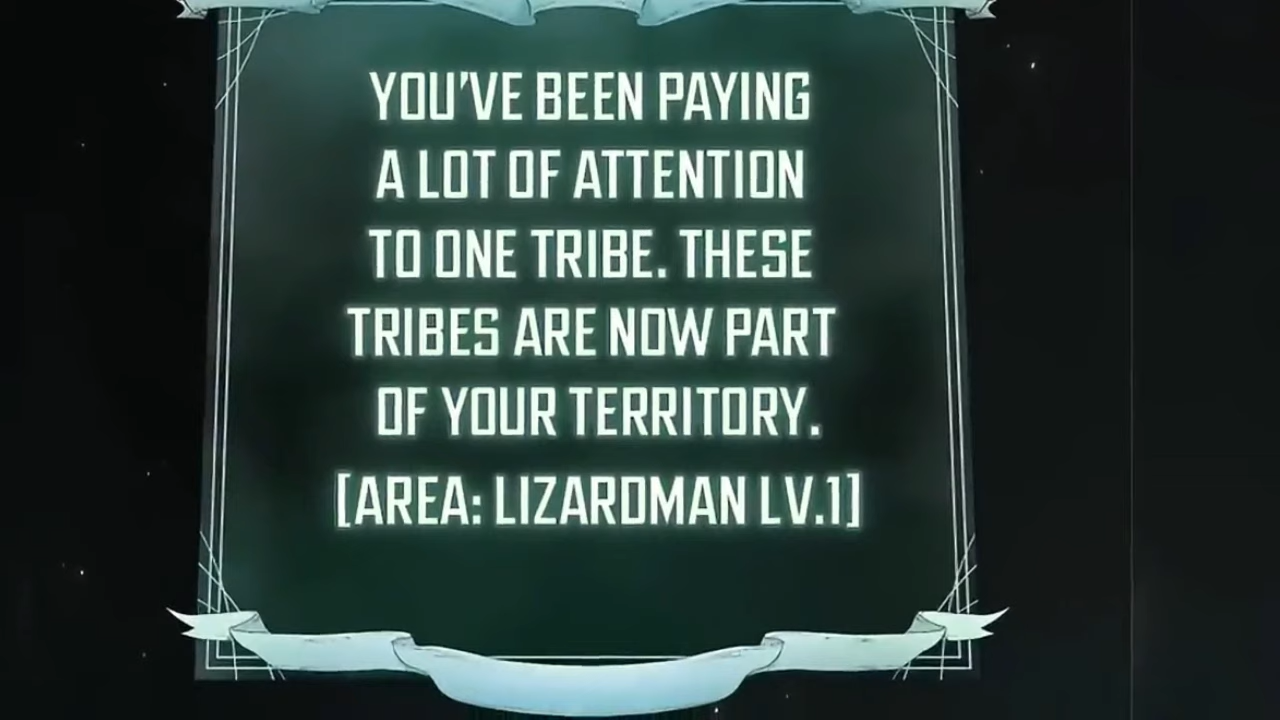 YOU'VE BEEN PAYING
A LOT OF ATTENTION
TO ONE TRIBE. THESE
TRIBES ARE NOW PART
OF YOUR TERRITORY.
[AREA: LIZARDMAN LV.1]